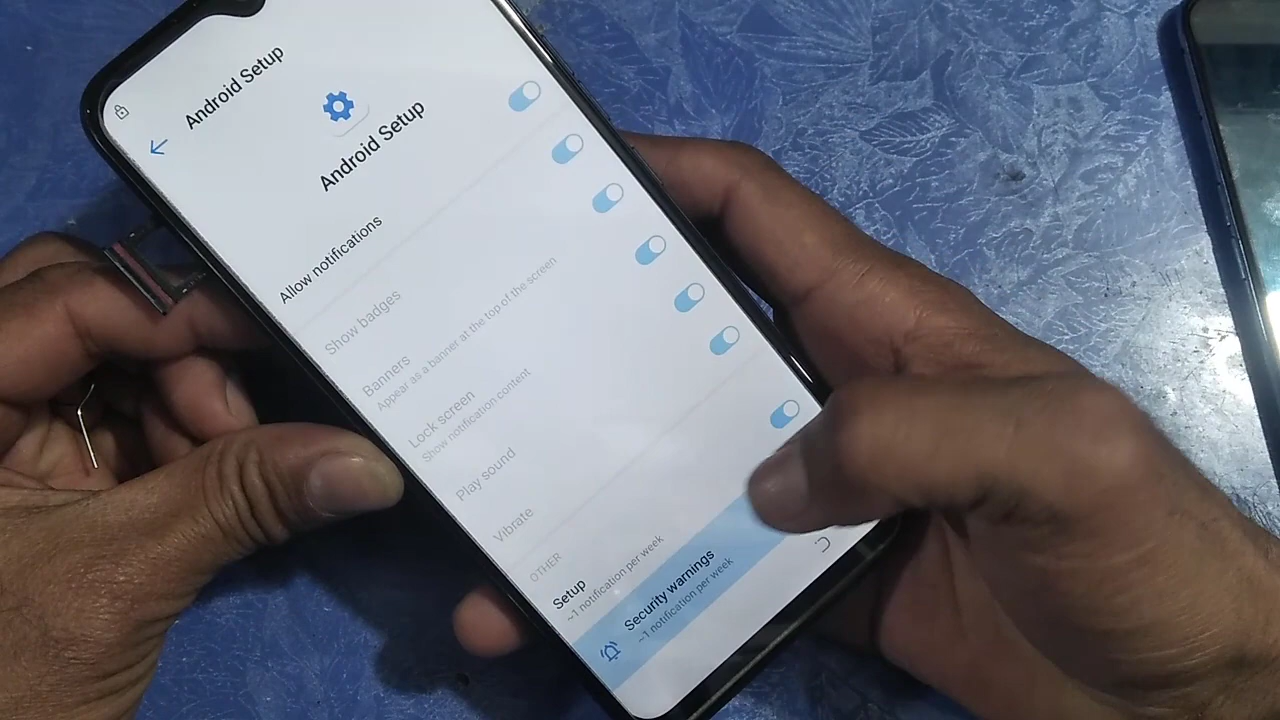 Android Setup
Android Setup
Allow notifications
Show badges
Banners
Appear as a banner at the top of the screen
Lock screen
Show notification content
Play sound
Vibrate
OTHER
Setup
~1 notification per week
Security warnings
~1 notification per week